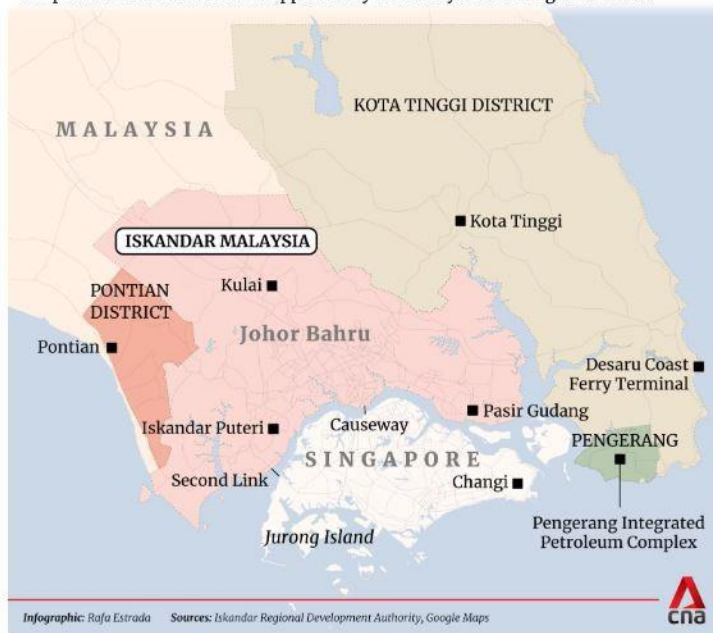 KOTA TINGGI DISTRICT
MALAYSIA
Kota Tinggi
ISKANDAR MALAYSIA
Kulai
PONTIAN
DISTRICT
Johor Bahru
Pontian
Desaru Coast
Ferry Terminal
Pasir Gudang
Iskandar Puteri
Causeway
PENGERANG
SINGAPORE
Second Link
Changi
Jurong Island
Pengerang Integrated
Petroleum Complex
Infographic: Rafa Estrada Sources: Iskandar Regional Development Authority, Google Maps
cna